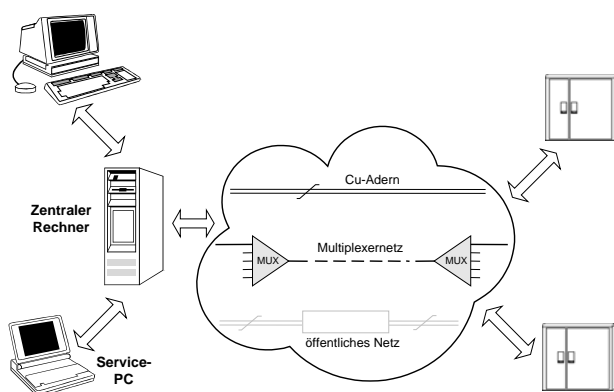 Cu-Adern
Zentraler
Rechner
Multiplexernetz
MUX
MUX
öffentliches Netz
Service-
PC